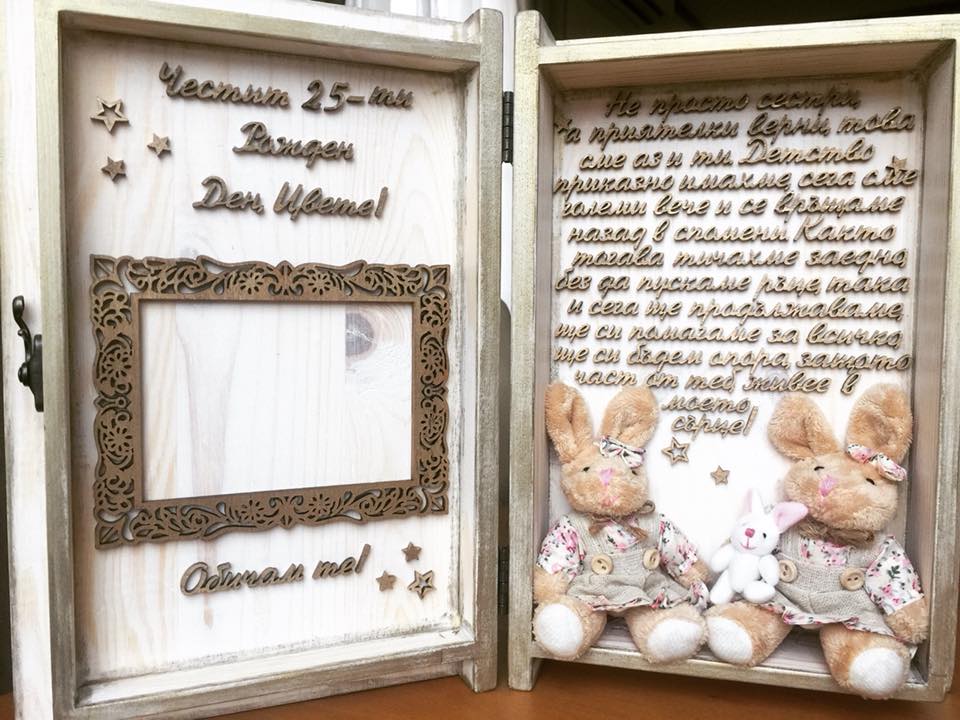 Честит 25-ти
Рожден
Ден, Цвете!
Обичам те!
Не просто сестри,
а приятелки верни, това
сме аз и ти. Детство
приказно имахме, сега сме
големи вече и се връщаме
назад в спомени. Както
тогава тичахме заедно,
без да пускаме ръце, така
и сега ще продължаваме,
ще си помагаме за всичко,
ще си бъдем опора, защото
част от теб живее в
моето
сърце!